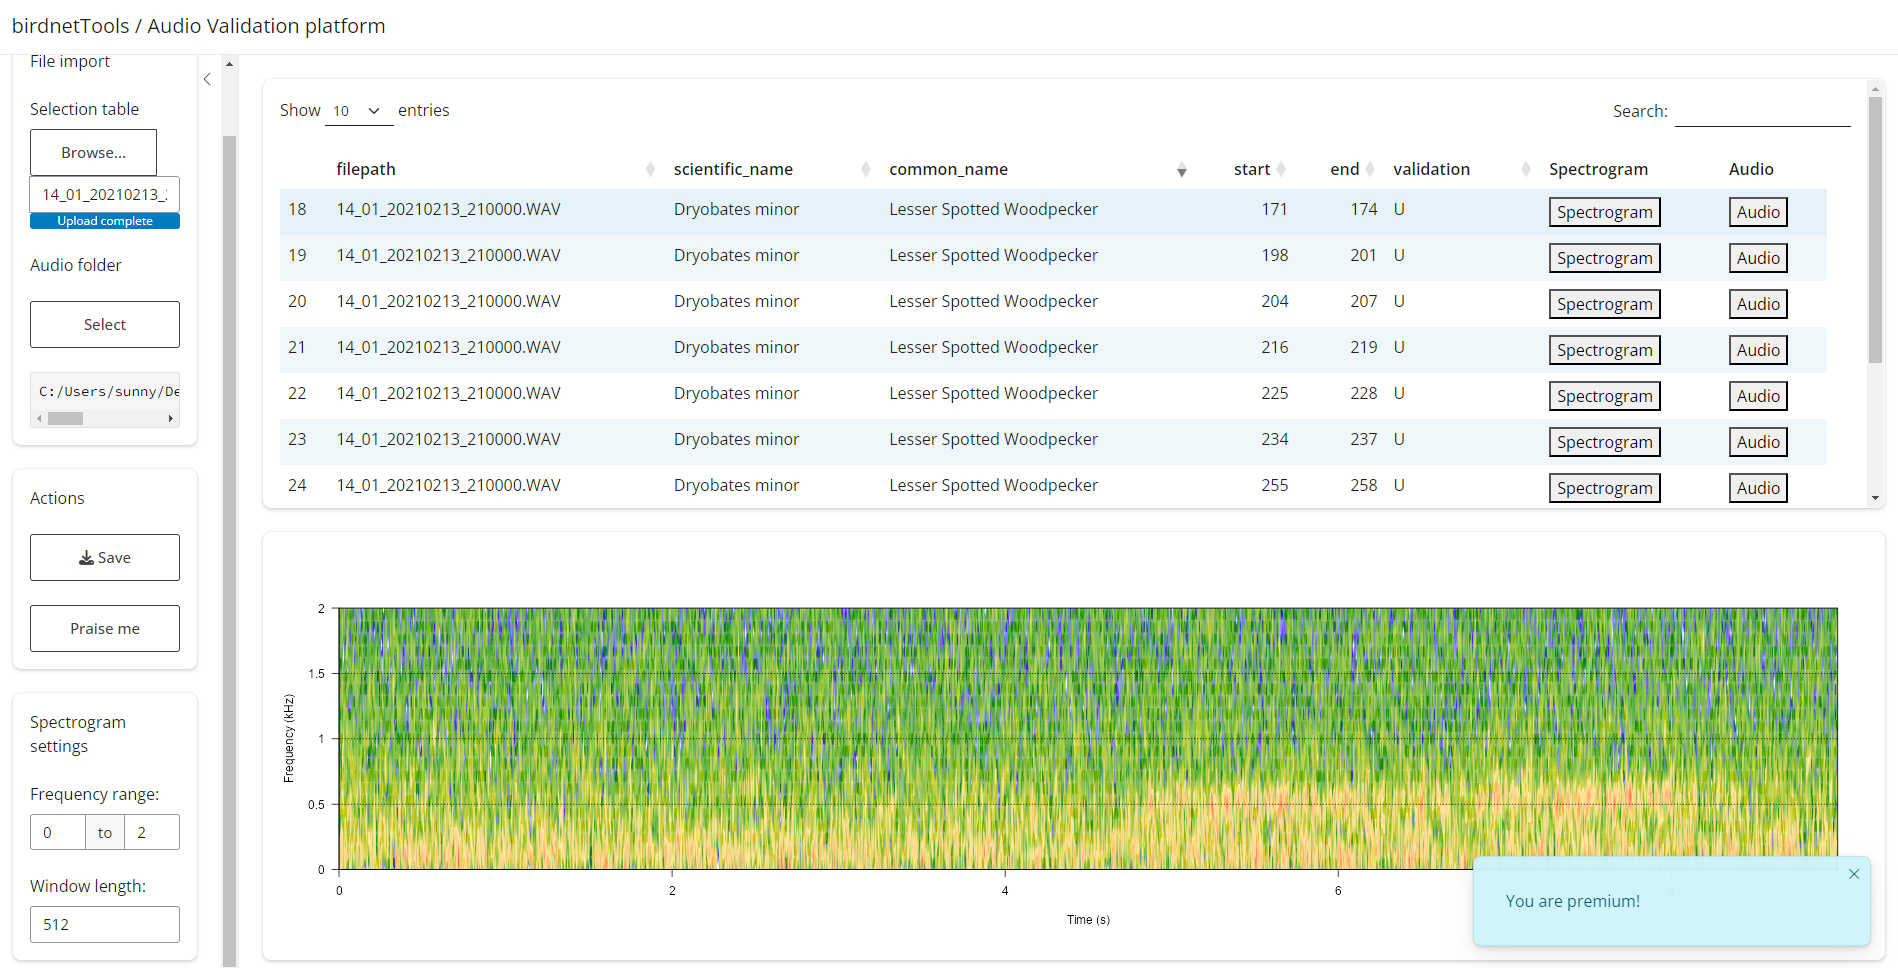 birdnetTools / Audio Validation platform
File import
Selection table
Browse...
14_01_20210213_
Upload complete
Audio folder
Select
C:/Users/sunny/De
Actions
Save
Praise me
Spectrogram
settings
Frequency range:
0 to 2
Window length:
512
Show 10 entries
Search:
filepath scientific_name common_name start end validation Spectrogram Audio
18 14_01_20210213_210000.WAV Dryobates minor Lesser Spotted Woodpecker 171 174 U Spectrogram Audio
19 14_01_20210213_210000.WAV Dryobates minor Lesser Spotted Woodpecker 198 201 U Spectrogram Audio
20 14_01_20210213_210000.WAV Dryobates minor Lesser Spotted Woodpecker 204 207 U Spectrogram Audio
21 14_01_20210213_210000.WAV Dryobates minor Lesser Spotted Woodpecker 216 219 U Spectrogram Audio
22 14_01_20210213_210000.WAV Dryobates minor Lesser Spotted Woodpecker 225 228 U Spectrogram Audio
23 14_01_20210213_210000.WAV Dryobates minor Lesser Spotted Woodpecker 234 237 U Spectrogram Audio
24 14_01_20210213_210000.WAV Dryobates minor Lesser Spotted Woodpecker 255 258 U Spectrogram Audio
2
1.5
1
0.5
0
Frequency (kHz)
0 2 4 6 8
Time (s)
You are premium!